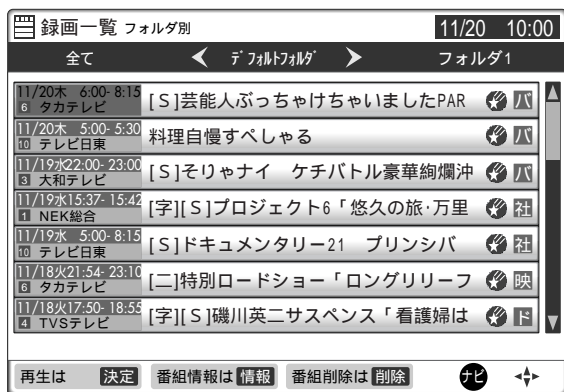 録画一覧 フォルダ別 11/20 10:00
全て デフォルトフォルダ フォルダ1
11/20木 6:00- 8:15
6 タカテレビ [S]芸能人ぶっちゃけちゃいましたPAR バ
11/20木 5:00- 5:30
10 テレビ日東 料理自慢すぺしゃる バ
11/19水22:00- 23:00
3 大和テレビ [S]そりゃナイ ケチバトル豪華絢爛沖 バ
11/19水15:37- 15:42
1 NEK総合 [字][S]プロジェクト6「悠久の旅・万里 社
11/19水 5:00- 8:15
10 テレビ日東 [S]ドキュメンタリー21 プリンシパ 社
11/18火21:54- 23:10
6 タカテレビ [二]特別ロードショー「ロングリリーフ 映
11/18火17:50- 18:55
4 TVSテレビ [字][S]磯川英二サスペンス「看護婦は ド
再生は 決定 番組情報は 情報 番組削除は 削除 ナビ